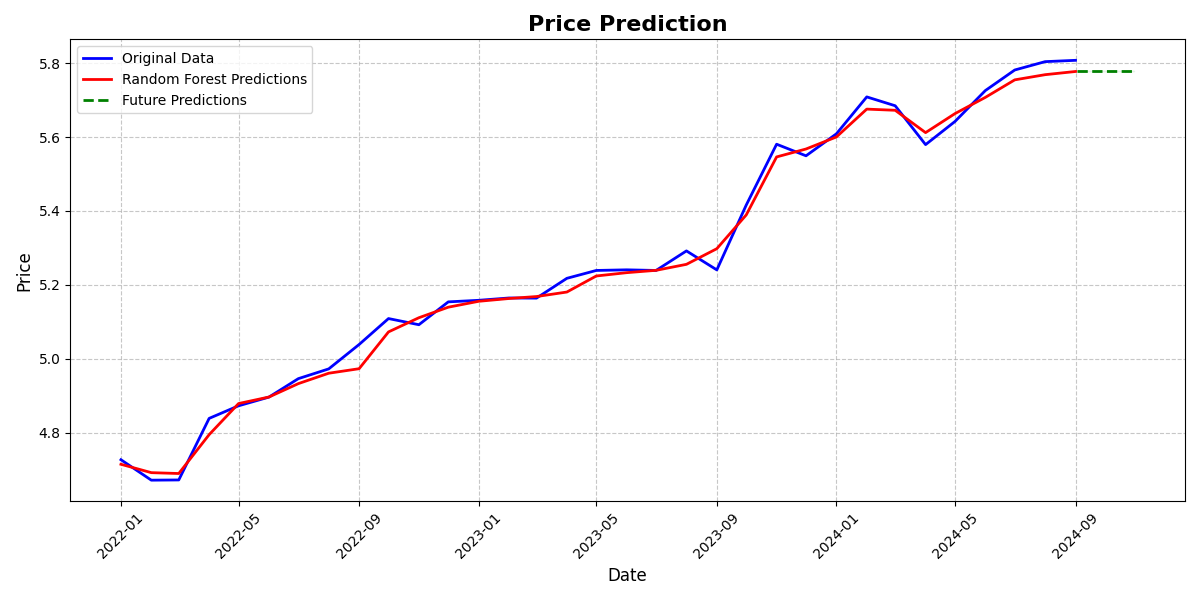 Price Prediction
Original Data
Random Forest Predictions
Future Predictions
Price
5.8
5.6
5.4
5.2
5.0
4.8
2022-01
2022-05
2022-09
2023-01
2023-05
2023-09
2024-01
2024-05
2024-09
Date